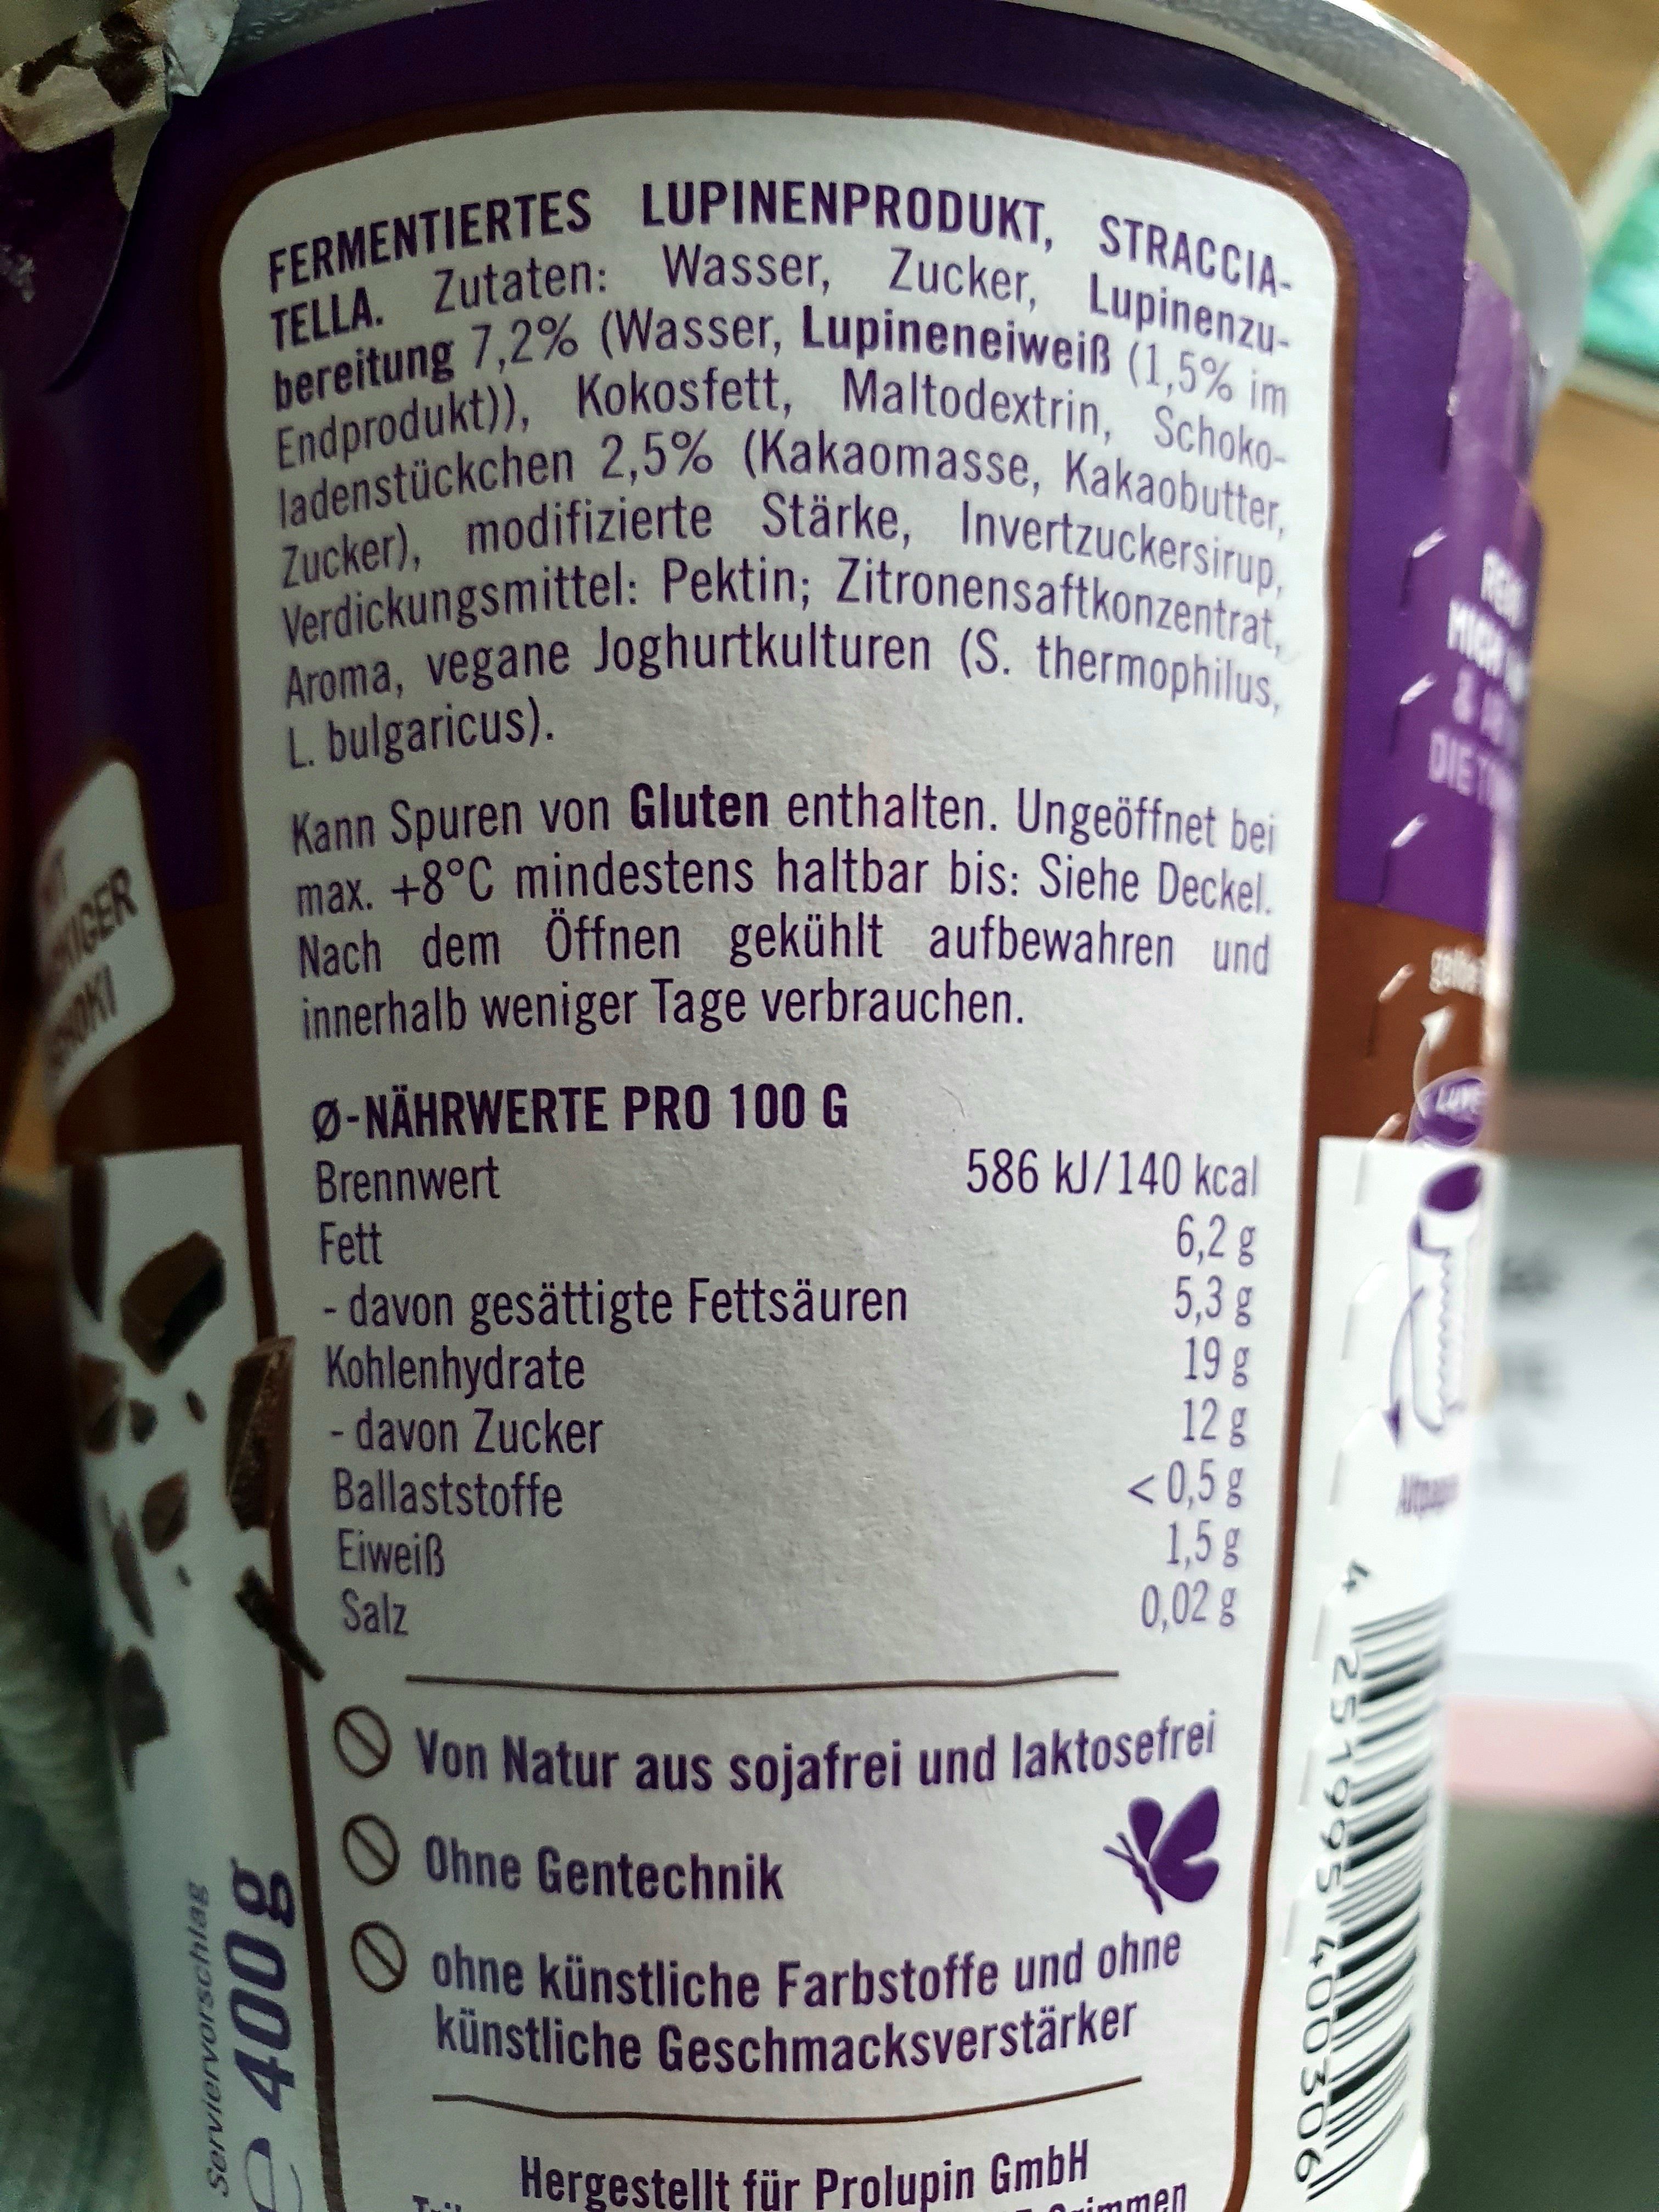 FERMENTIERTES LUPINENPRODUKT, STRACCIA-
TELLA. Zutaten: Wasser, Zucker, Lupinenzu-
bereitung 7,2% (Wasser, Lupineneiweiß (1,5% im
Endprodukt)), Kokosfett, Maltodextrin, Schoko-
ladenstückchen 2,5% (Kakaomasse, Kakaobutter,
Zucker), modifizierte Stärke, Invertzuckersirup,
Verdickungsmittel: Pektin; Zitronensaftkonzentrat,
Aroma, vegane Joghurtkulturen (S. thermophilus,
L. bulgaricus).
Kann Spuren von Gluten enthalten. Ungeöffnet bei
max. +8°C mindestens haltbar bis: Siehe Deckel.
Nach dem Öffnen gekühlt aufbewahren und
innerhalb weniger Tage verbrauchen.
Ø-NÄHRWERTE PRO 100 G
Brennwert 586 kJ/140 kcal
Fett 6,2 g
- davon gesättigte Fettsäuren 5,3 g
Kohlenhydrate 19 g
- davon Zucker 12 g
Ballaststoffe < 0,5 g
Eiweiß 1,5 g
Salz 0,02 g
Von Natur aus sojafrei und laktosefrei
Ohne Gentechnik
ohne künstliche Farbstoffe und ohne
künstliche Geschmacksverstärker
Hergestellt für Prolupin GmbH
Serviervorschlag
e 400g
4 251995 400306
LUVE
&
DIE